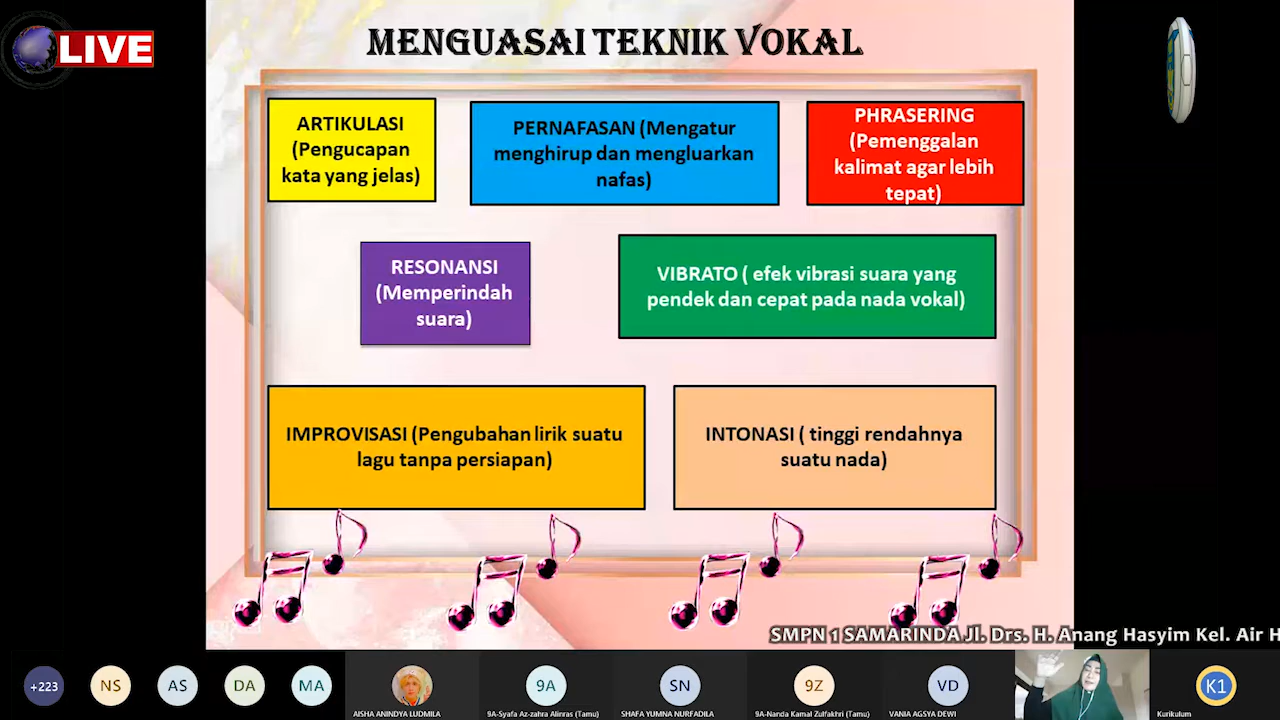 LIVE
MENGUASAI TEKNIK VOKAL
ARTIKULASI
(Pengucapan
kata yang jelas)
PERNAFASAN (Mengatur
menghirup dan mengluarkan
nafas)
PHRASERING
(Pemenggalan
kalimat agar lebih
tepat)
RESONANSI
(Memperindah
suara)
VIBRATO ( efek vibrasi suara yang
pendek dan cepat pada nada vokal)
IMPROVISASI (Pengubahan lirik suatu
lagu tanpa persiapan)
INTONASI ( tinggi rendahnya
suatu nada)
SMPN 1 SAMARINDA Jl. Drs. H. Anang Hasyim Kel. Air H
+223
NS
AS
DA
MA
AISHA ANINDYA LUDMILA
9A
9A-Syafa Az-zahra Alinras (Tamu)
SN
SHAFA YUMNA NURFADILA
9Z
9A-Nanda Kamal Zulfakhri (Tamu)
VD
VANIA AGSYA DEWI
K1
Kurikulum